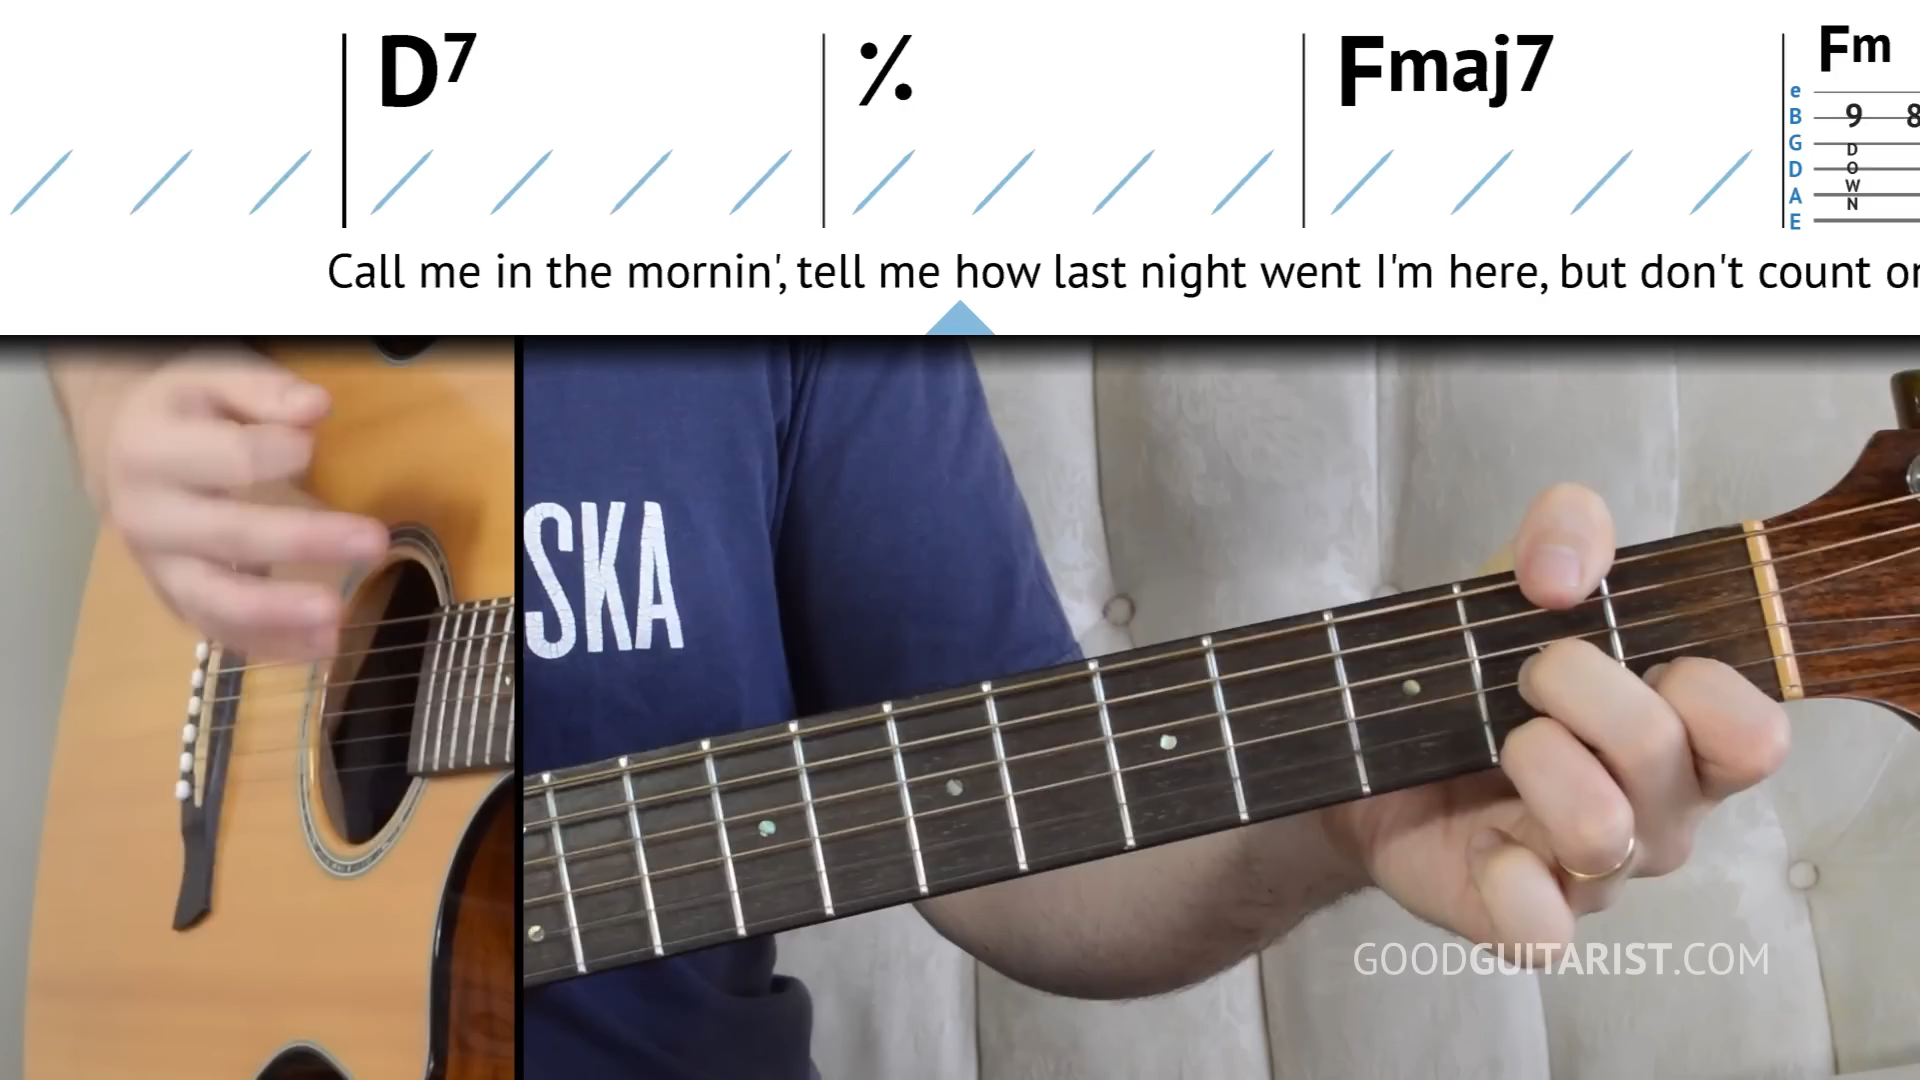 D7 𝄎 Fmaj7 Fm
e
B 9 8
G
D
A
E
DOWN
Call me in the mornin', tell me how last night went I'm here, but don't count
SKA
GOODGUITARIST.COM